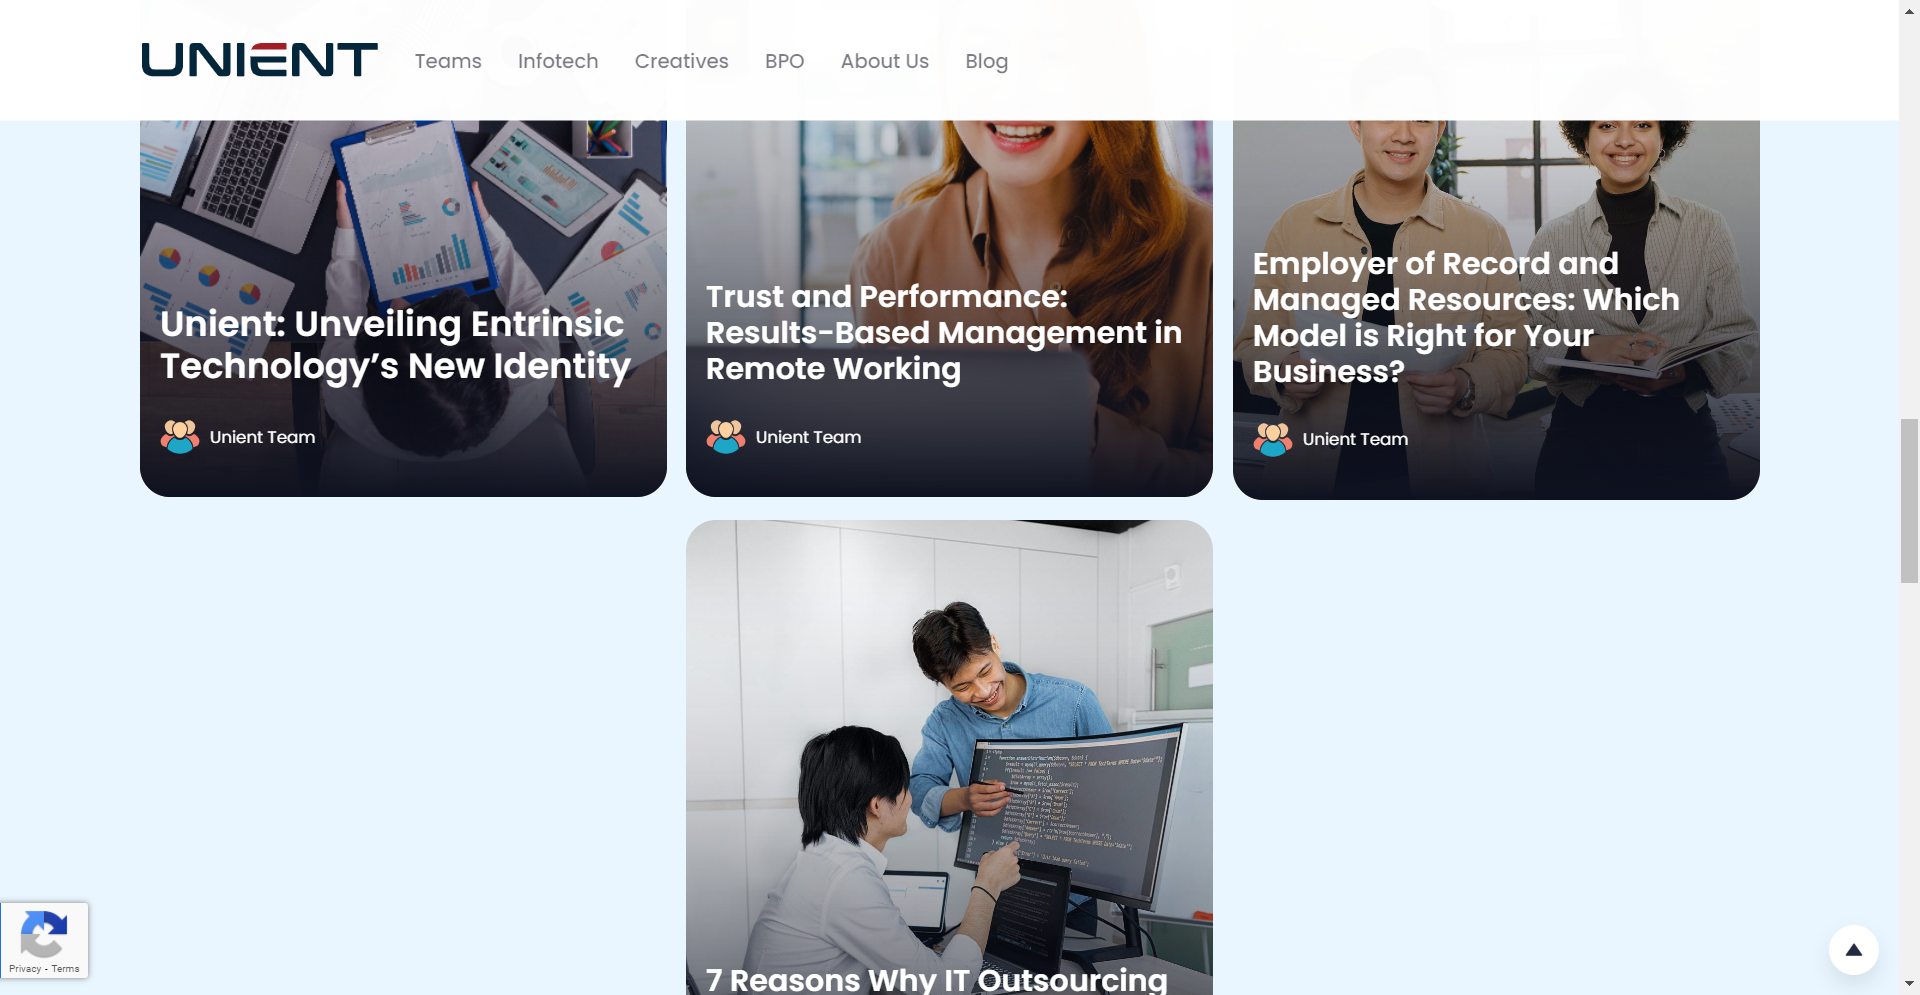 UNIENT
Teams
Infotech
Creatives
BPO
About Us
Blog
Unient: Unveiling Entrinsic
Technology’s New Identity
Unient Team
Trust and Performance:
Results-Based Management in
Remote Working
Unient Team
Employer of Record and
Managed Resources: Which
Model is Right for Your
Business?
Unient Team
7 Reasons Why IT Outsourcing
Privacy - Terms